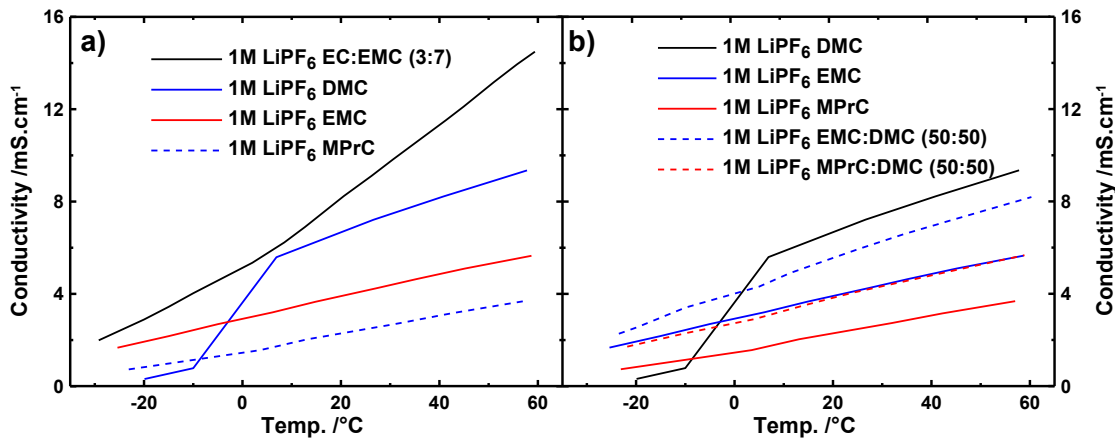 a)
1M LiPF6 EC:EMC (3:7)
1M LiPF6 DMC
1M LiPF6 EMC
1M LiPF6 MPrC
Conductivity /mS.cm-1
16
12
8
4
0
-20 0 20 40 60
Temp. /°C
b)
1M LiPF6 DMC
1M LiPF6 EMC
1M LiPF6 MPrC
1M LiPF6 EMC:DMC (50:50)
1M LiPF6 MPrC:DMC (50:50)
-20 0 20 40 60
Temp. /°C
16
12
8
4
0
Conductivity /mS.cm-1